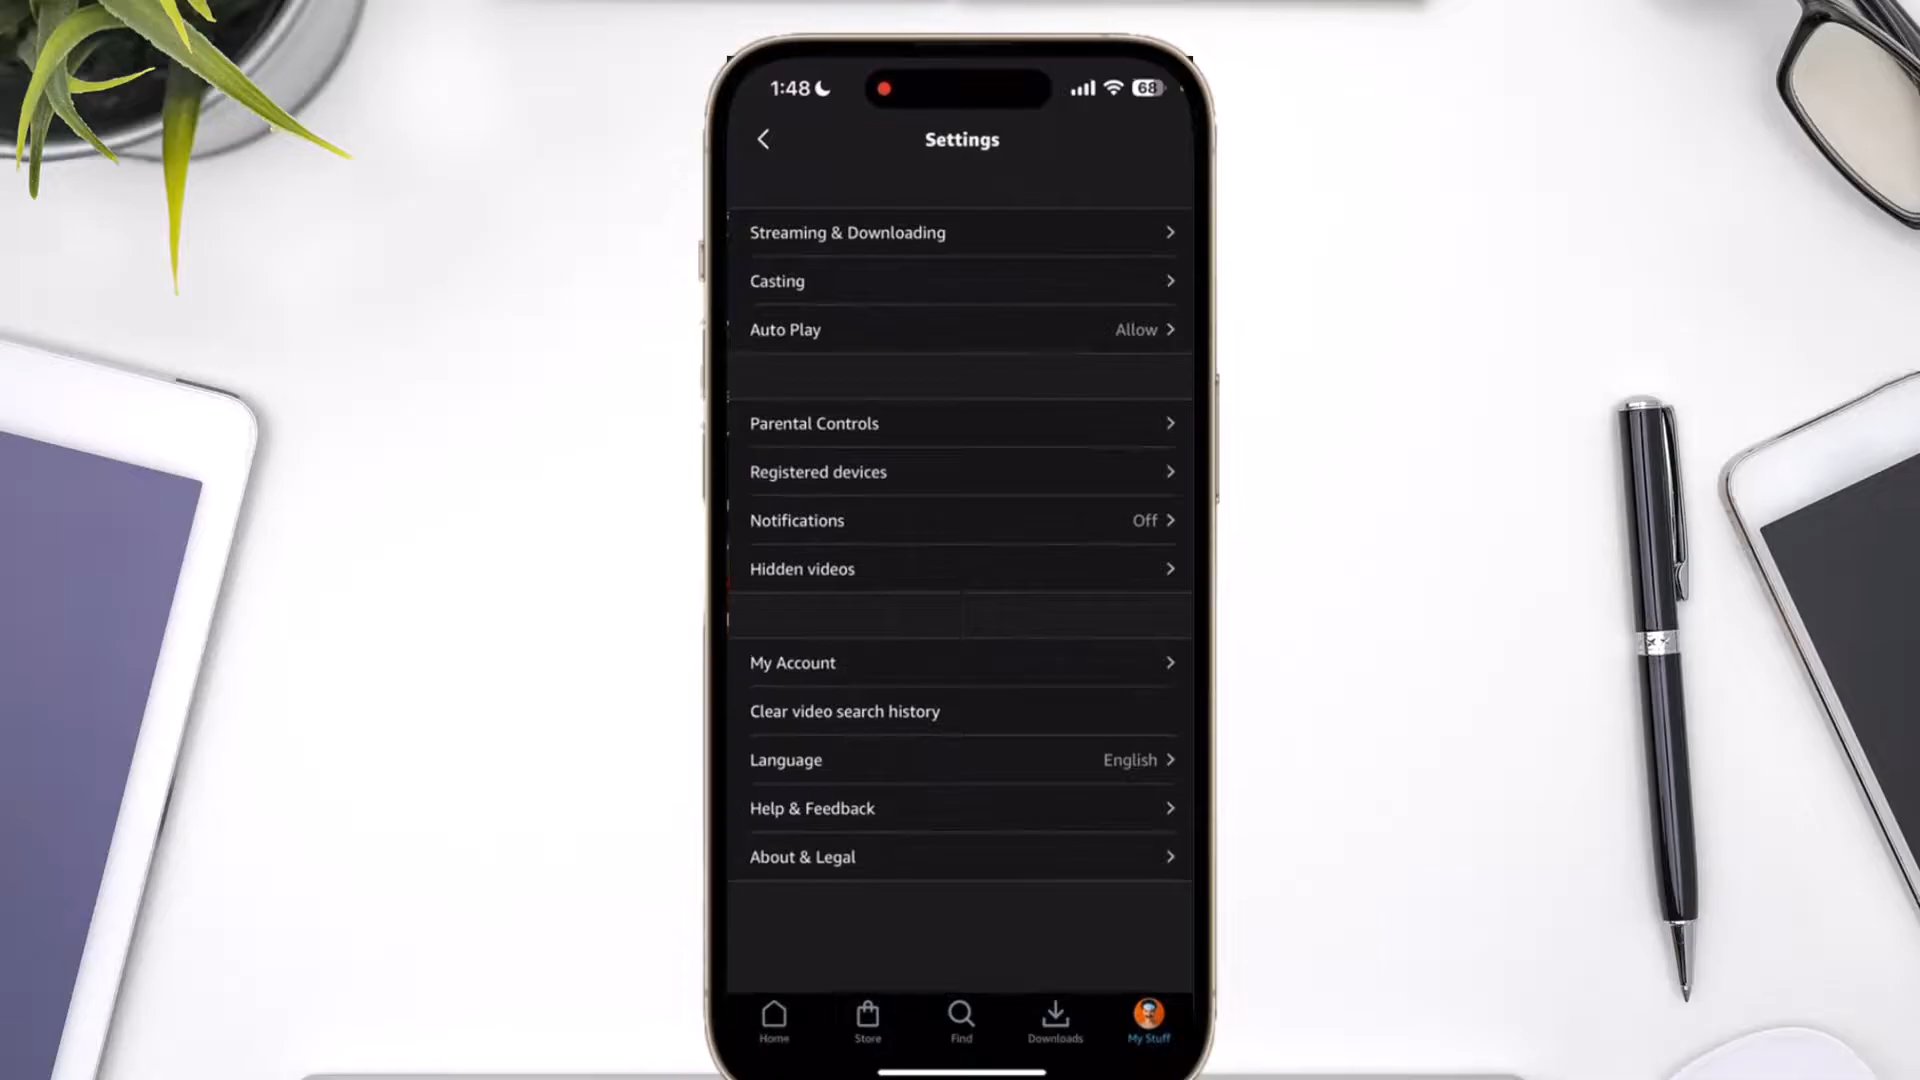 1:48
68
Settings
Streaming & Downloading
Casting
Auto Play Allow
Parental Controls
Registered devices
Notifications Off
Hidden videos
My Account
Clear video search history
Language English
Help & Feedback
About & Legal
Home Store Find Downloads My Stuff